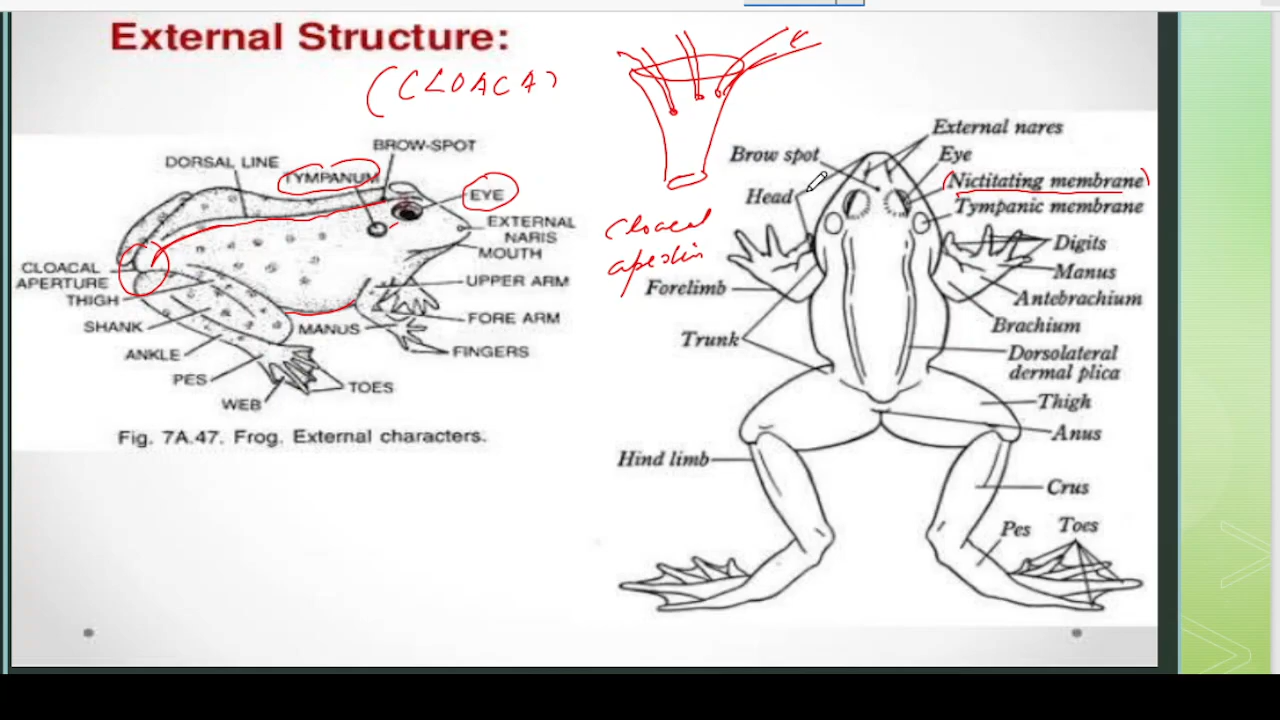 External Structure:
(CLOACA)
BROW-SPOT
DORSAL LINE
TYMPANUM
EYE
EXTERNAL
NARIS
MOUTH
CLOACAL
APERTURE
THIGH
UPPER ARM
SHANK
MANUS
FORE ARM
ANKLE
FINGERS
PES
TOES
WEB
Fig. 7A.47. Frog. External characters.
Cloacal
External nares
Brow spot
Eye
(Nictitating membrane)
Head
Tympanic membrane
Digits
Manus
Forelimb
Antebrachium
Brachium
Trunk
Dorsolateral
dermal plica
Thigh
Anus
Hind limb
Crus
Pes
Toes